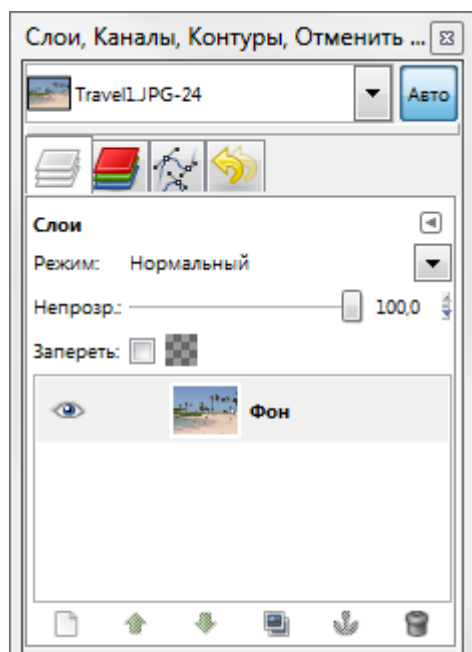 Слои, Каналы, Контуры, Отменить ...
Travel1.JPG-24
Авто
Слои
Режим: Нормальный
Непрозр.: 100,0
Запереть:
Фон